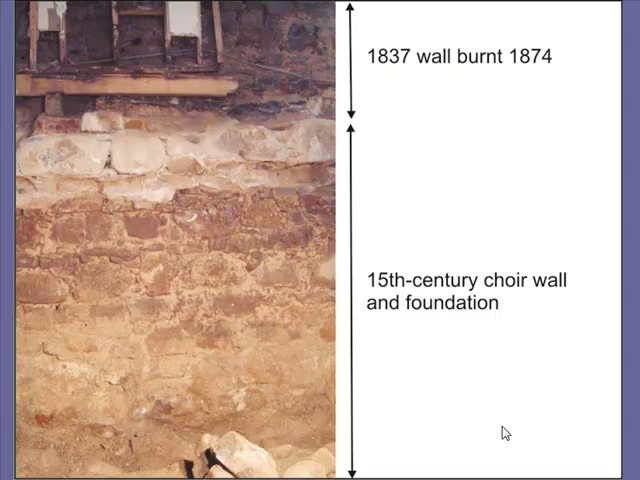 1837 wall burnt 1874
15th-century choir wall
and foundation